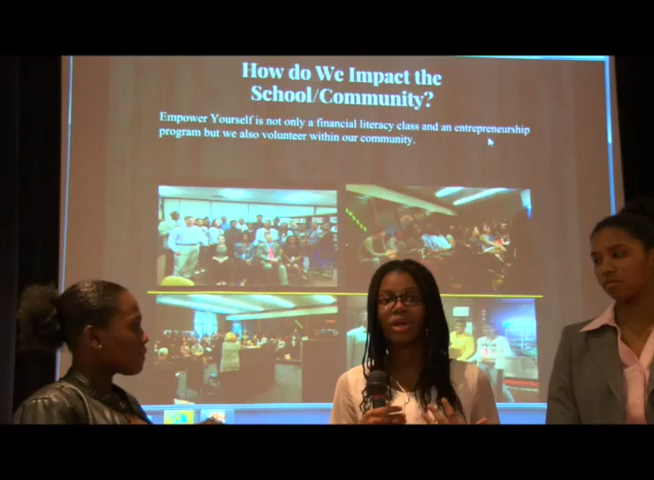 How do We Impact the
School/Community?
Empower Yourself is not only a financial literacy class and an entrepreneurship
program but we also volunteer within our community.